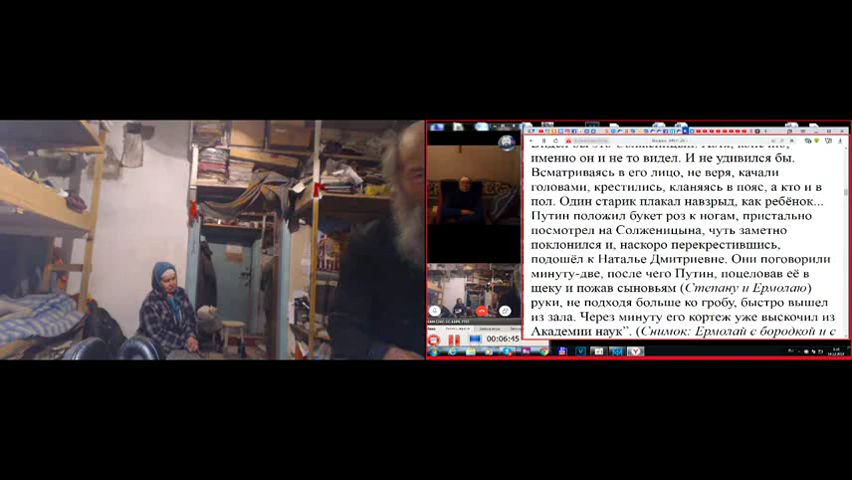 именно он и не то видел. И не удивился бы.
Всматриваясь в его лицо, не веря, качали
головами, крестились, кланяясь в пояс, а кто и в
пол. Один старик плакал навзрыд, как ребёнок...
Путин положил букет роз к ногам, пристально
посмотрел на Солженицына, чуть заметно
поклонился и, наскоро перекрестившись,
подошёл к Наталье Дмитриевне. Они поговорили
минуту-две, после чего Путин, поцеловав её в
щеку и пожав сыновьям (Степану и Ермолаю)
руки, не подходя больше ко гробу, быстро вышел
из зала. Через минуту его кортеж уже выскочил из
Академии наук”. (Снимок: Ермолай с бородкой и с
00:06:45